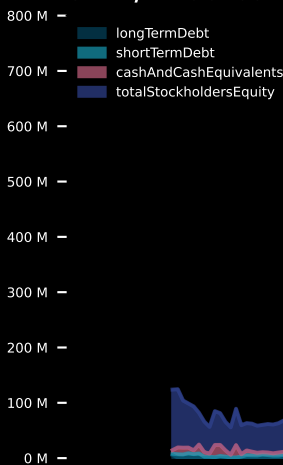 800 M
longTermDebt
shortTermDebt
700 M
cashAndCashEquivalents
totalStockholdersEquity
600 M
500 M
400 M
300 M
200 M
100 M
0 M